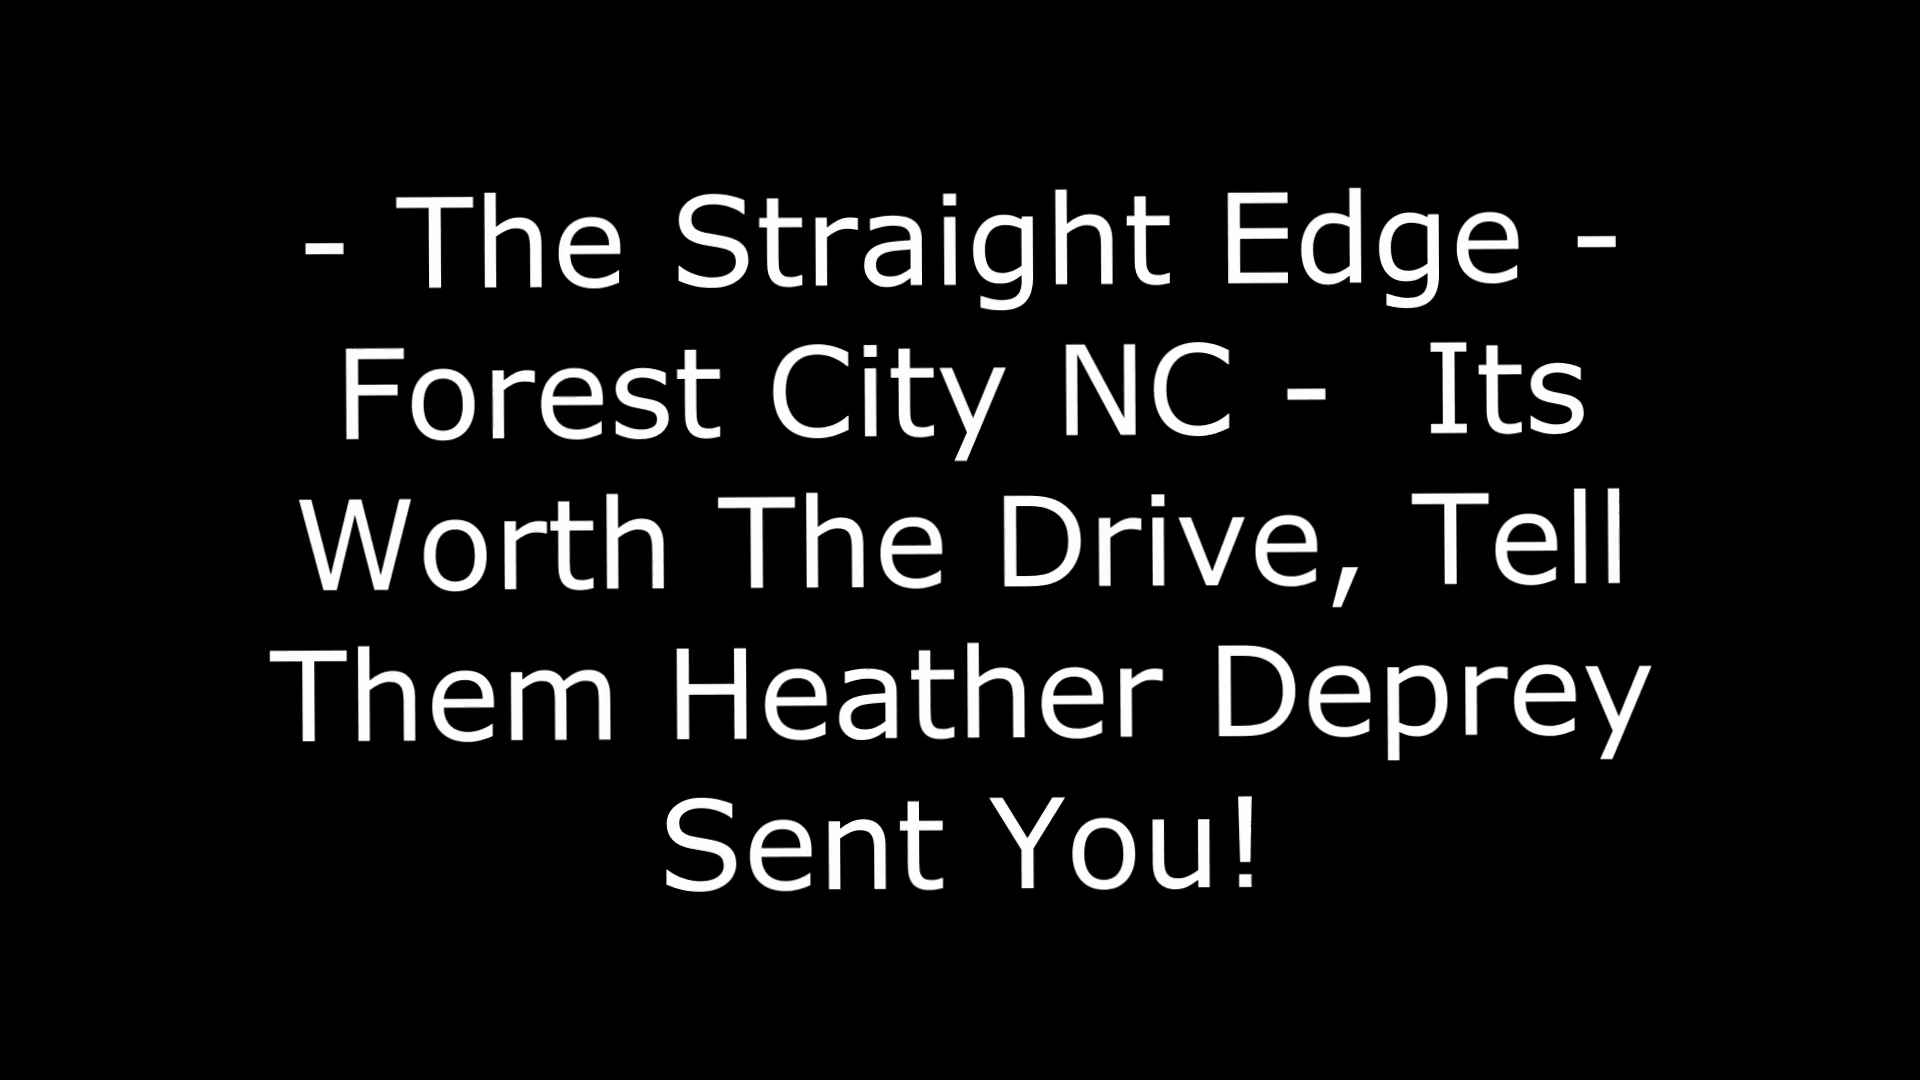 - The Straight Edge -
Forest City NC -  Its
Worth The Drive, Tell
Them Heather Deprey
Sent You!